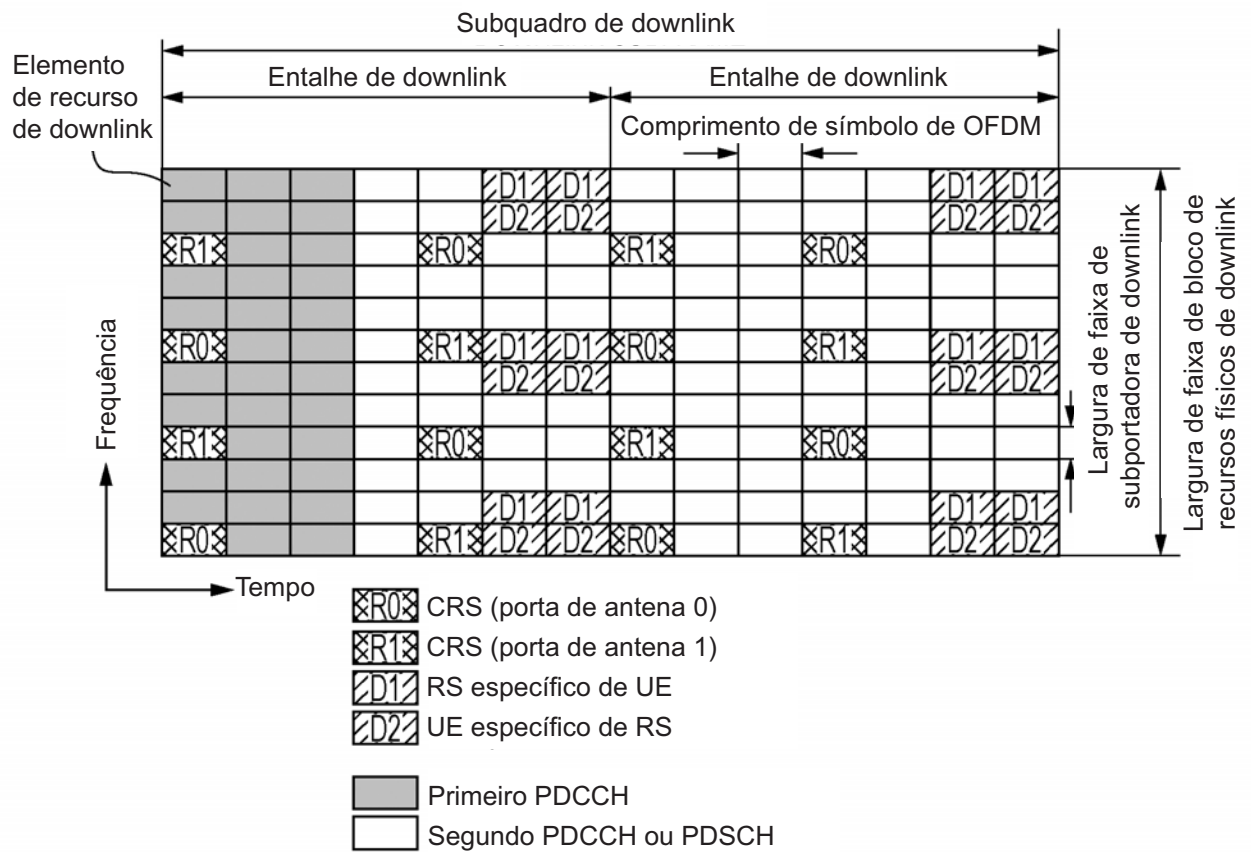 Subquadro de downlink
Elemento
de recurso
de downlink
Entalhe de downlink
Entalhe de downlink
Comprimento de símbolo de OFDM
D1 D1 D1 D1
D2 D2 D2 D2
R1 R0 R1 R0
R0 R1 D1 D1 R0 R1 D1 D1
D2 D2 D2 D2
R1 R0 R1 R0
D1 D1 D1 D1
R0 R1 D2 D2 R0 R1 D2 D2
Frequência
Tempo
Largura de faixa de
subportadora de downlink
Largura de faixa de bloco de
recursos físicos de downlink
R0 CRS (porta de antena 0)
R1 CRS (porta de antena 1)
D1 RS específico de UE
D2 UE específico de RS
Primeiro PDCCH
Segundo PDCCH ou PDSCH